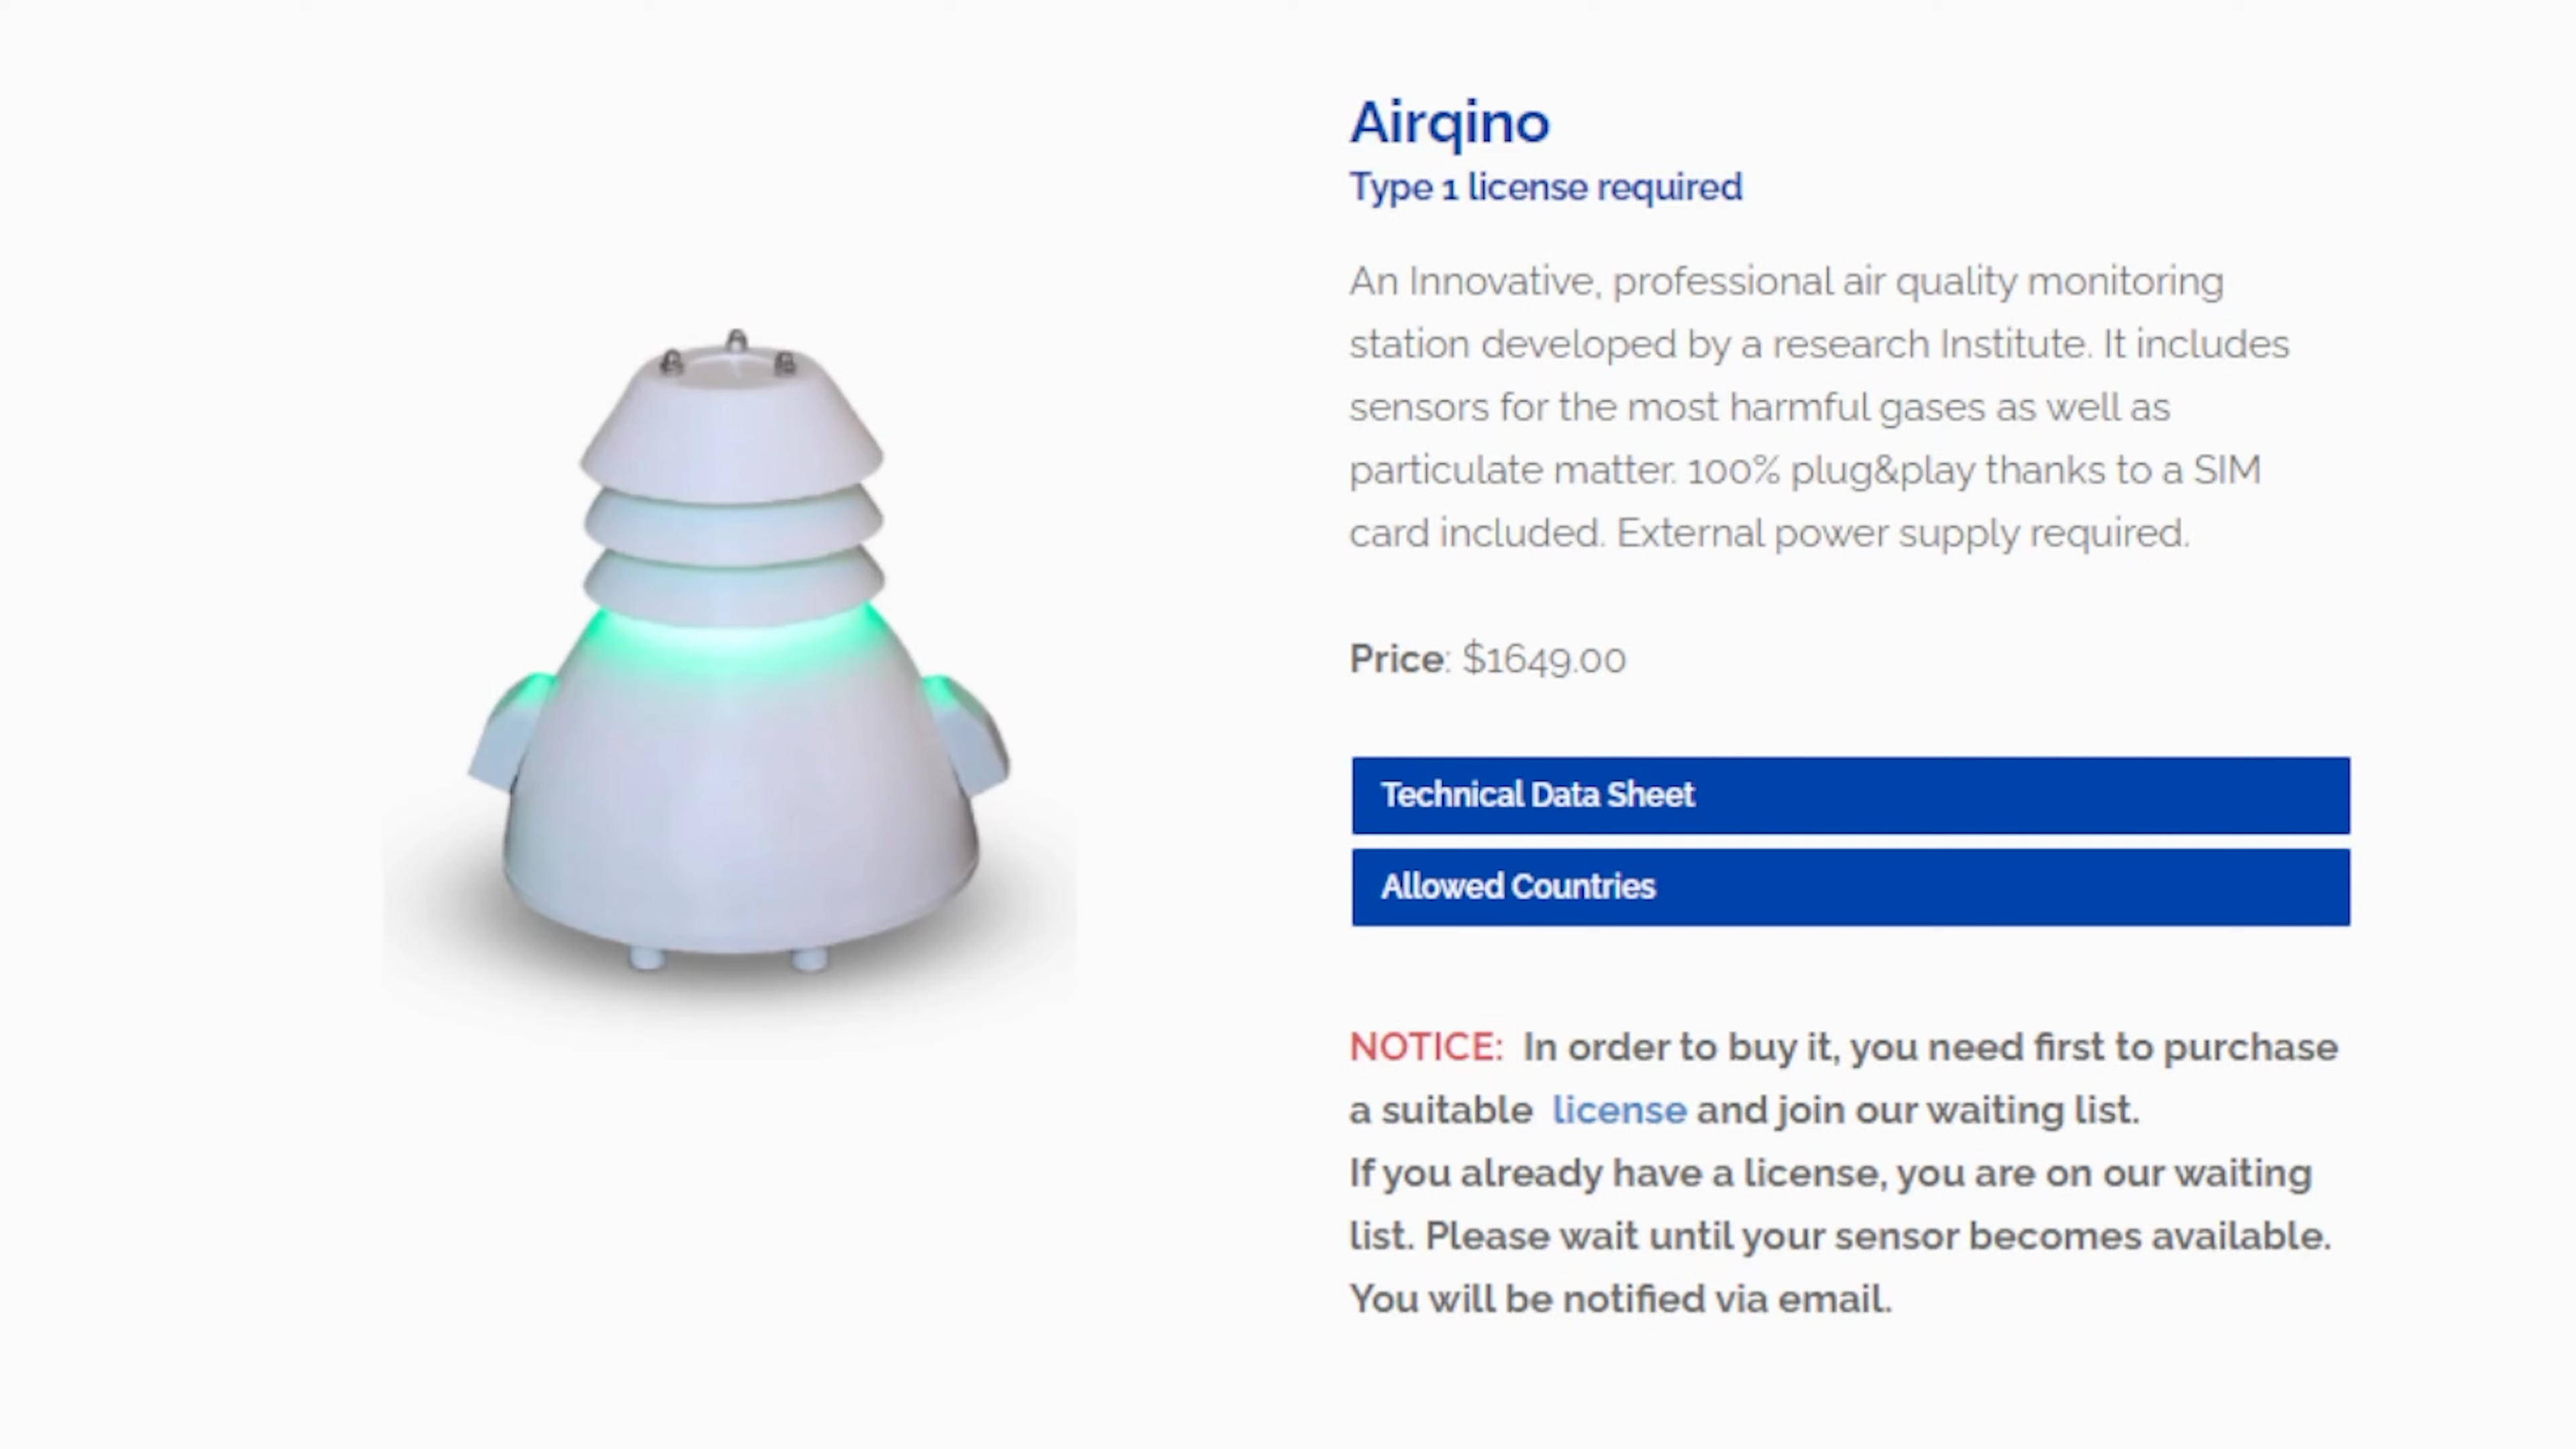 Airqino
Type 1 license required
An Innovative, professional air quality monitoring
station developed by a research Institute. It includes
sensors for the most harmful gases as well as
particulate matter. 100% plug&play thanks to a SIM
card included. External power supply required.
Price: $1649.00
Technical Data Sheet
Allowed Countries
NOTICE: In order to buy it, you need first to purchase
a suitable license and join our waiting list.
If you already have a license, you are on our waiting
list. Please wait until your sensor becomes available.
You will be notified via email.